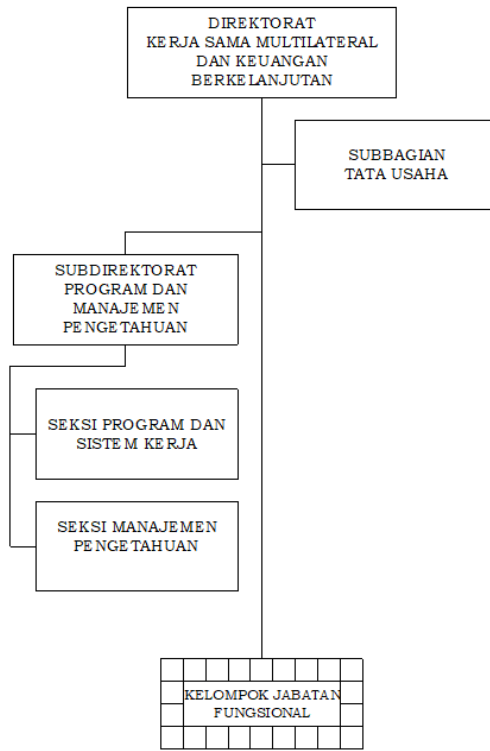 DIREKTORAT
KERJA SAMA MULTILATERAL
DAN KEUANGAN
BERKELANJUTAN
SUBBAGIAN
TATA USAHA
SUBDIREKTORAT
PROGRAM DAN
MANAJEMEN
PENGETAHUAN
SEKSI PROGRAM DAN
SISTEM KERJA
SEKSI MANAJEMEN
PENGETAHUAN
KELOMPOK JABATAN
FUNGSIONAL